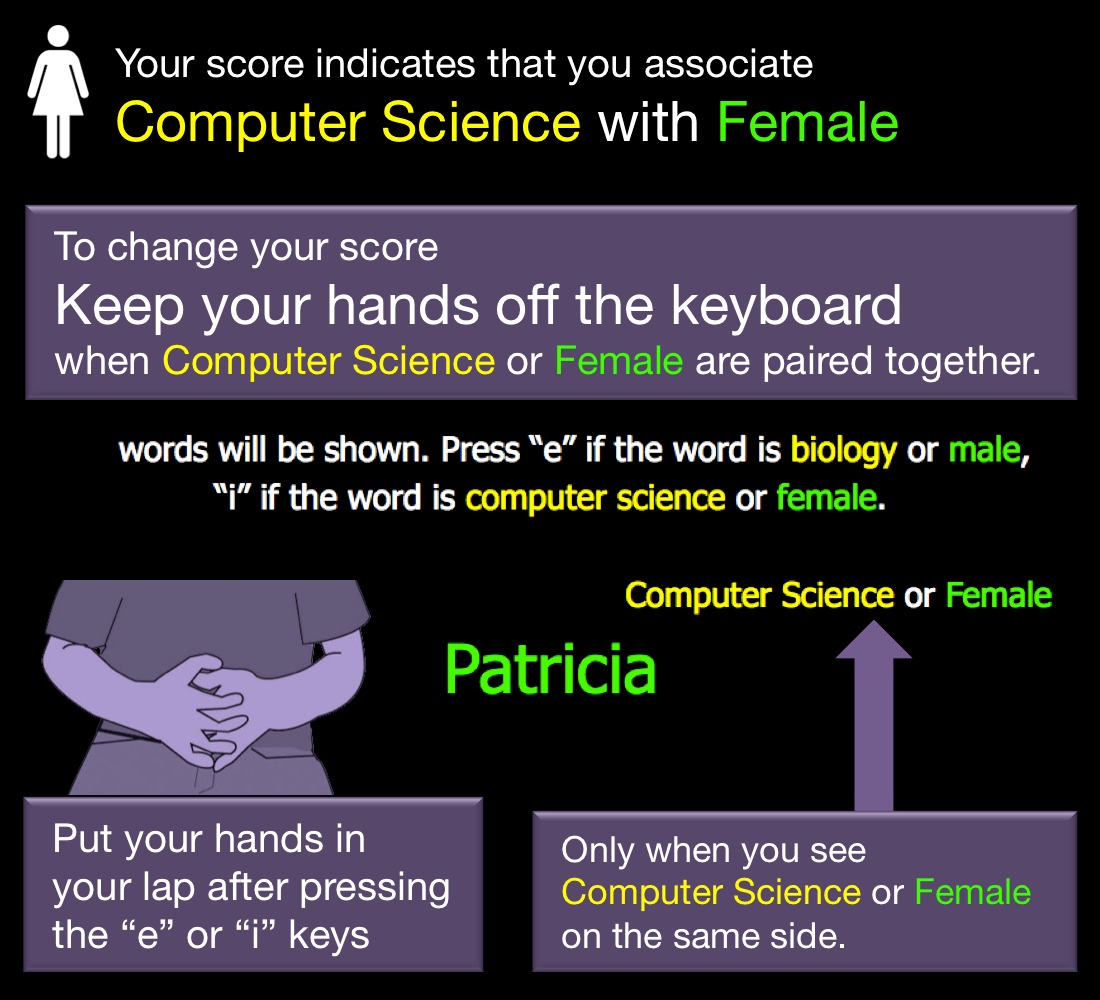 Your score indicates that you associate
Computer Science with Female
To change your score
Keep your hands off the keyboard
when Computer Science or Female are paired together.
words will be shown. Press “e” if the word is biology or male,
“i” if the word is computer science or female.
Computer Science or Female
Patricia
Put your hands in
your lap after pressing
the “e” or “i” keys
Only when you see
Computer Science or Female
on the same side.